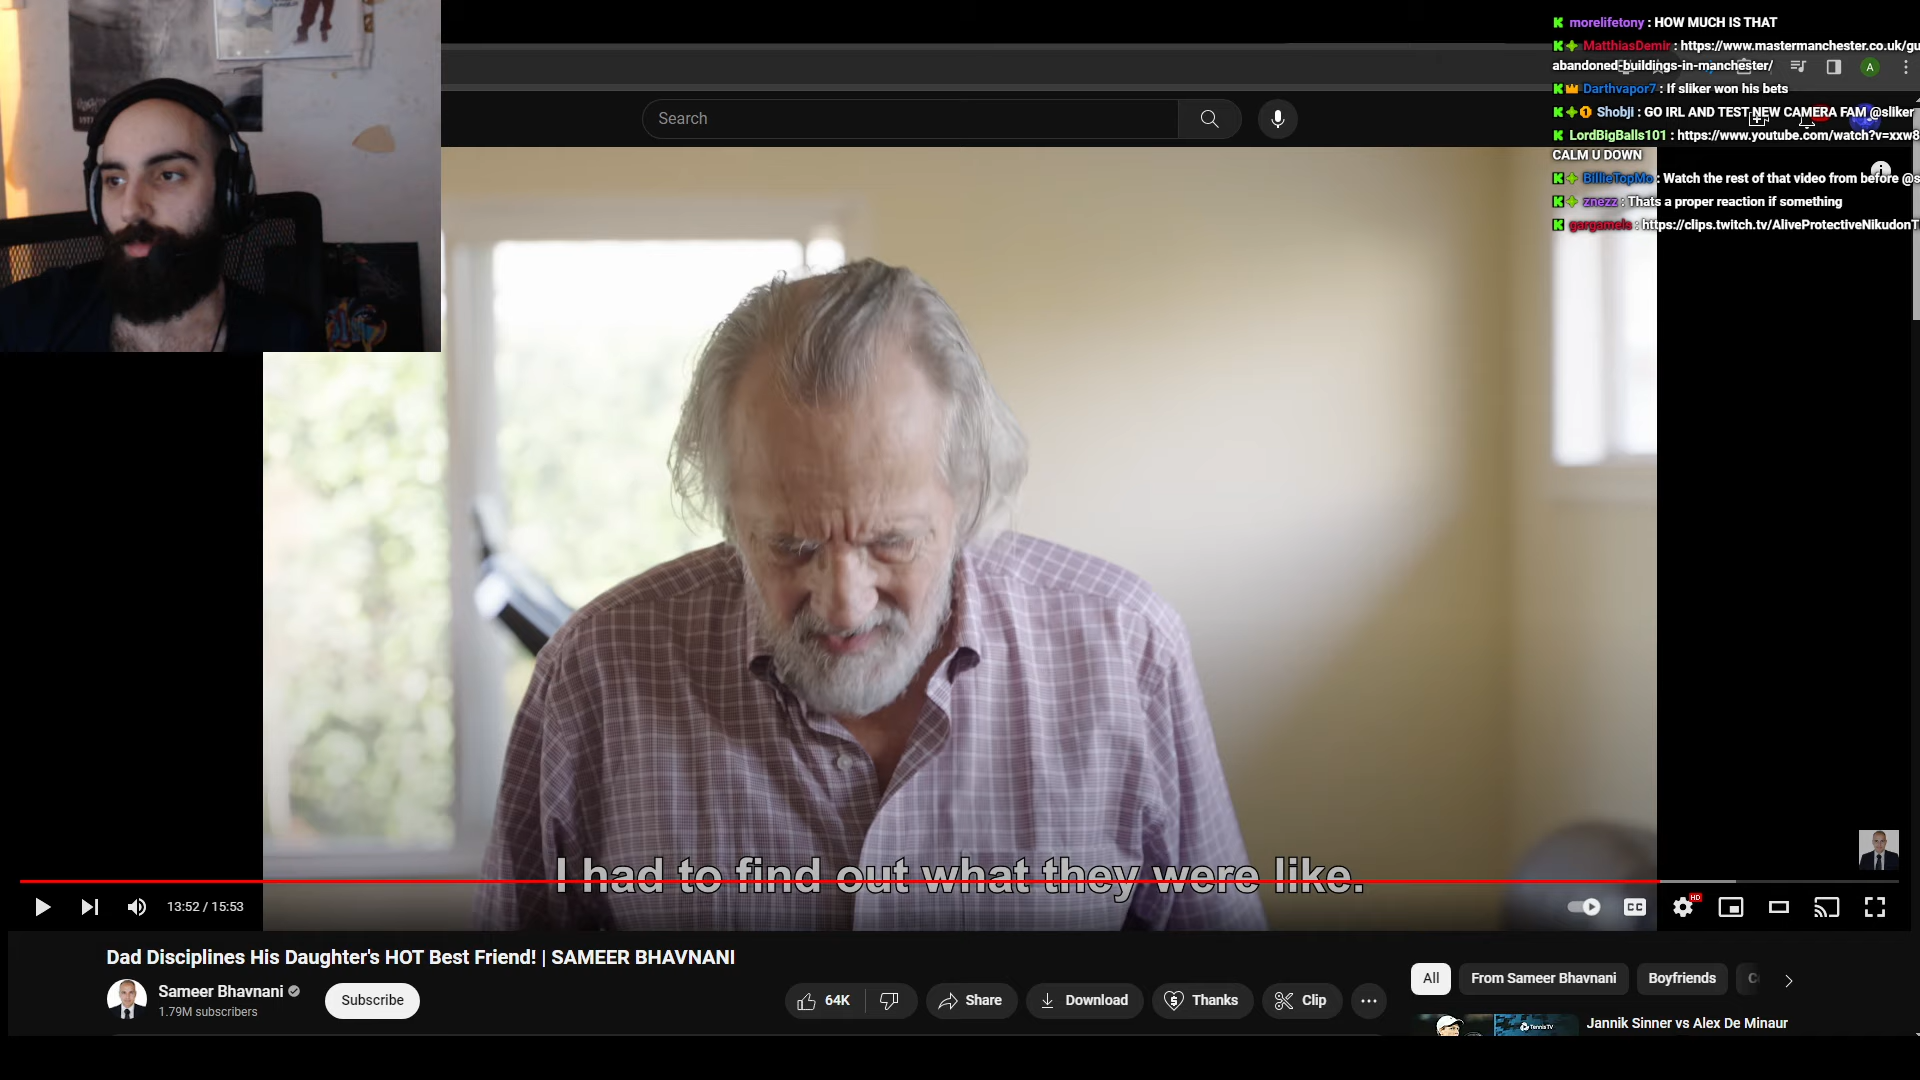 morelifetony : HOW MUCH IS THAT
MatthiasDemir : https://www.mastermanchester.co.uk/gu
abandoned-buildings-in-manchester/
Darthvapor7 : If sliker won his bets
Shobji : GO IRL AND TEST NEW CAMERA FAM @sliker
LordBigBalls101 : https://www.youtube.com/watch?v=xxw8
CALM U DOWN
BillieTopMo : Watch the rest of that video from before @s
znezz : Thats a proper reaction if something
gargamels : https://clips.twitch.tv/AliveProtectiveNikudonT
A
Search
I had to find out what they were like.
13:52 / 15:53
CC
HD
Dad Disciplines His Daughter's HOT Best Friend! | SAMEER BHAVNANI
Sameer Bhavnani
1.79M subscribers
Subscribe
64K
Share
Download
Thanks
Clip
All
From Sameer Bhavnani
Boyfriends
TennisTV
Jannik Sinner vs Alex De Minaur